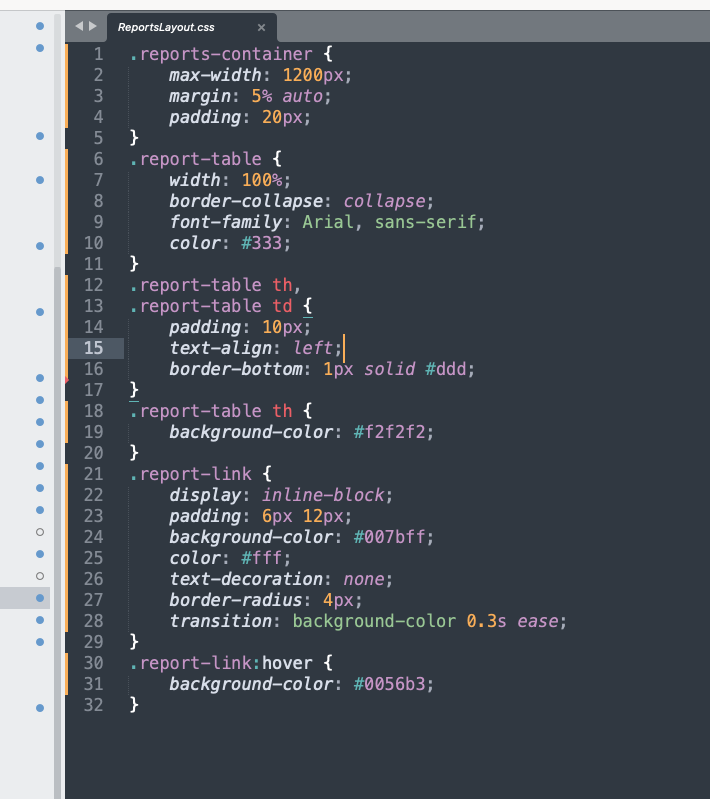 ReportsLayout.css ×
1 .reports-container {
2     max-width: 1200px;
3     margin: 5% auto;
4     padding: 20px;
5 }
6 .report-table {
7     width: 100%;
8     border-collapse: collapse;
9     font-family: Arial, sans-serif;
10     color: #333;
11 }
12 .report-table th,
13 .report-table td {
14     padding: 10px;
15     text-align: left;
16     border-bottom: 1px solid #ddd;
17 }
18 .report-table th {
19     background-color: #f2f2f2;
20 }
21 .report-link {
22     display: inline-block;
23     padding: 6px 12px;
24     background-color: #007bff;
25     color: #fff;
26     text-decoration: none;
27     border-radius: 4px;
28     transition: background-color 0.3s ease;
29 }
30 .report-link:hover {
31     background-color: #0056b3;
32 }